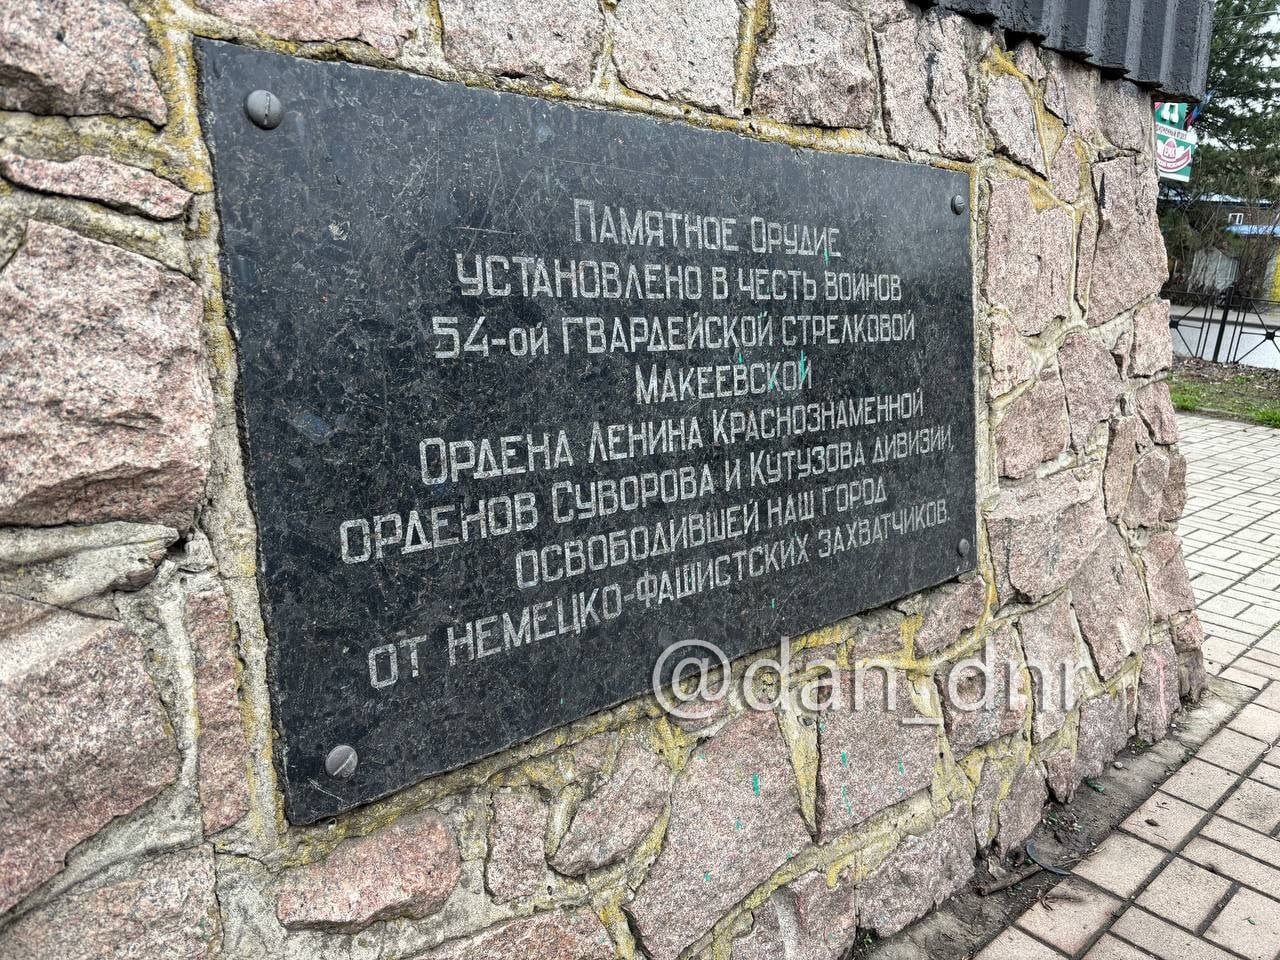 Памятное Орудие
установлено в честь воинов
54-ой гвардейской стрелковой
Макеевской
Ордена Ленина Краснознаменной
орденов Суворова и Кутузова дивизии,
освободившей наш город
от немецко-фашистских захватчиков.
@dan_dnr